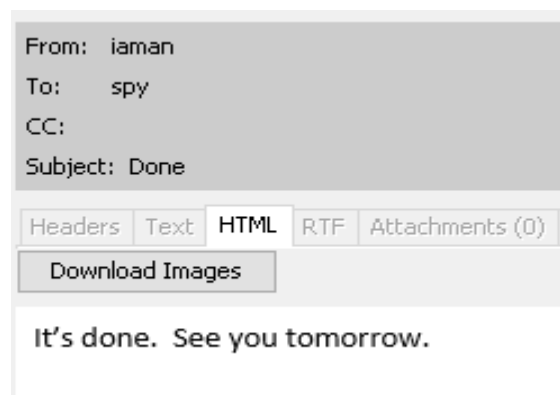 From: iaman
To: spy
CC:
Subject: Done
Headers Text HTML RTF Attachments (0)
Download Images
It's done. See you tomorrow.